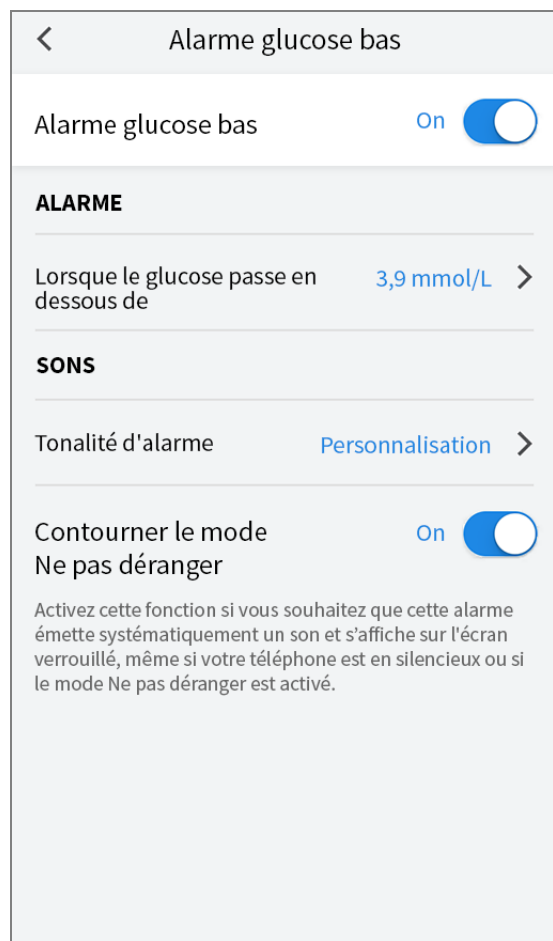 Alarme glucose bas
Alarme glucose bas On
ALARME
Lorsque le glucose passe en
dessous de 3,9 mmol/L
SONS
Tonalité d'alarme Personnalisation
Contourner le mode On
Ne pas déranger
Activez cette fonction si vous souhaitez que cette alarme
émette systématiquement un son et s’affiche sur l'écran
verrouillé, même si votre téléphone est en silencieux ou si
le mode Ne pas déranger est activé.